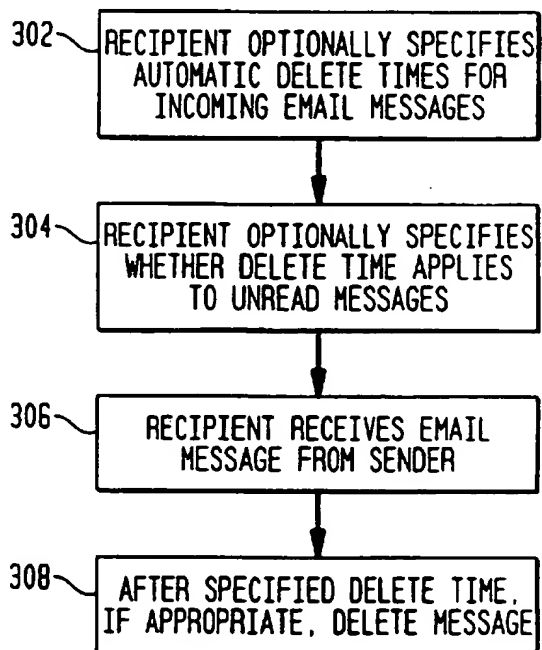 302
RECIPIENT OPTIONALLY SPECIFIES
AUTOMATIC DELETE TIMES FOR
INCOMING EMAIL MESSAGES
304
RECIPIENT OPTIONALLY SPECIFIES
WHETHER DELETE TIME APPLIES
TO UNREAD MESSAGES
306
RECIPIENT RECEIVES EMAIL
MESSAGE FROM SENDER
308
AFTER SPECIFIED DELETE TIME,
IF APPROPRIATE, DELETE MESSAGE